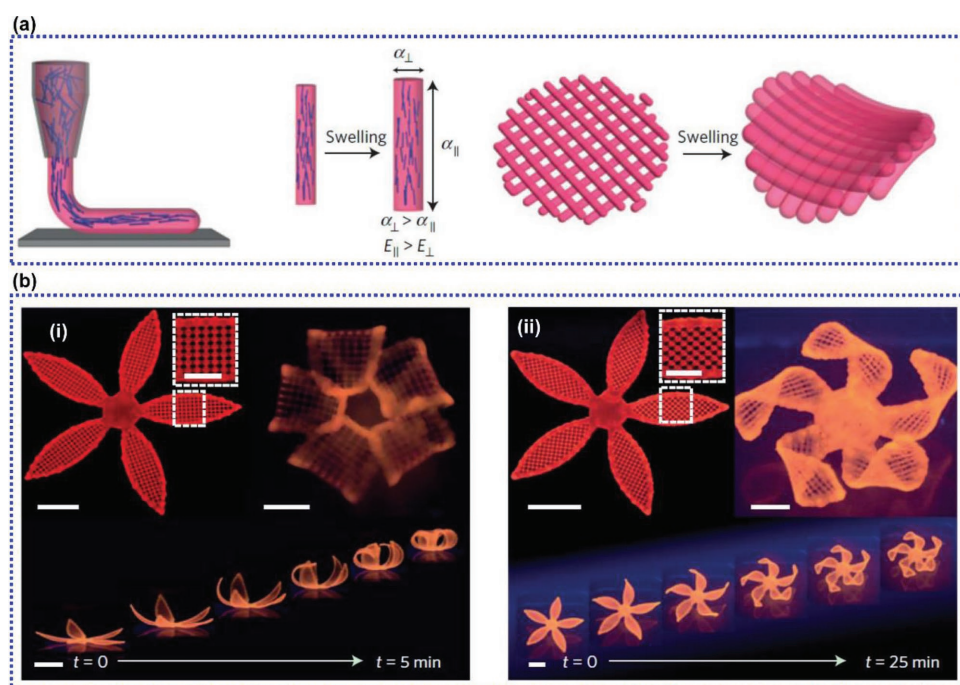 (a)
α⊥
Swelling
α∥
α⊥ > α∥
E∥ > E⊥
Swelling
(b)
(i)
t = 0
t = 5 min
(ii)
t = 0
t = 25 min